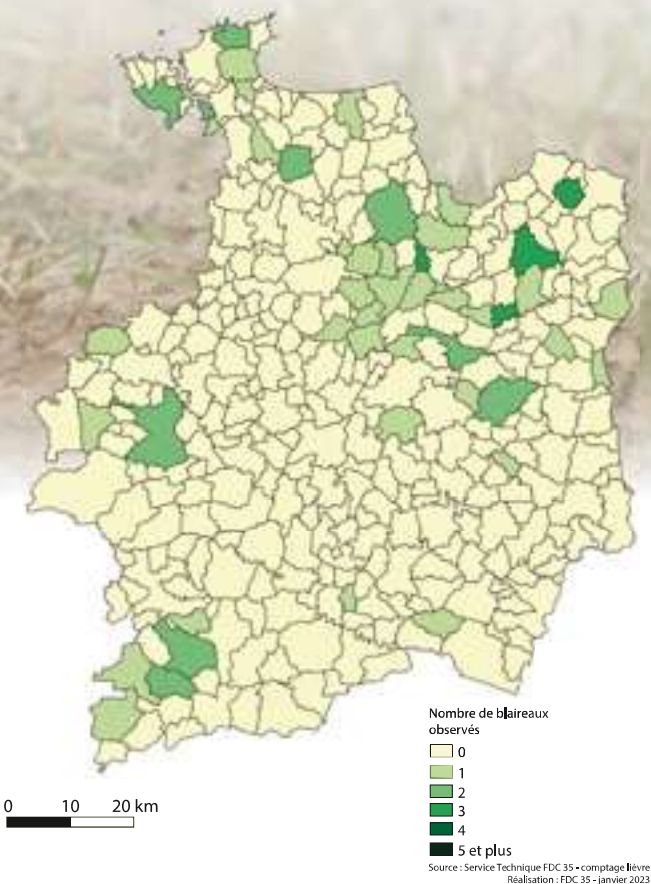 Nombre de blaireaux
observés
0
1
2
3
4
5 et plus
0 10 20 km
Source : Service Technique FDC 35 - comptage lièvre
Réalisation : FDC 35 - janvier 2023